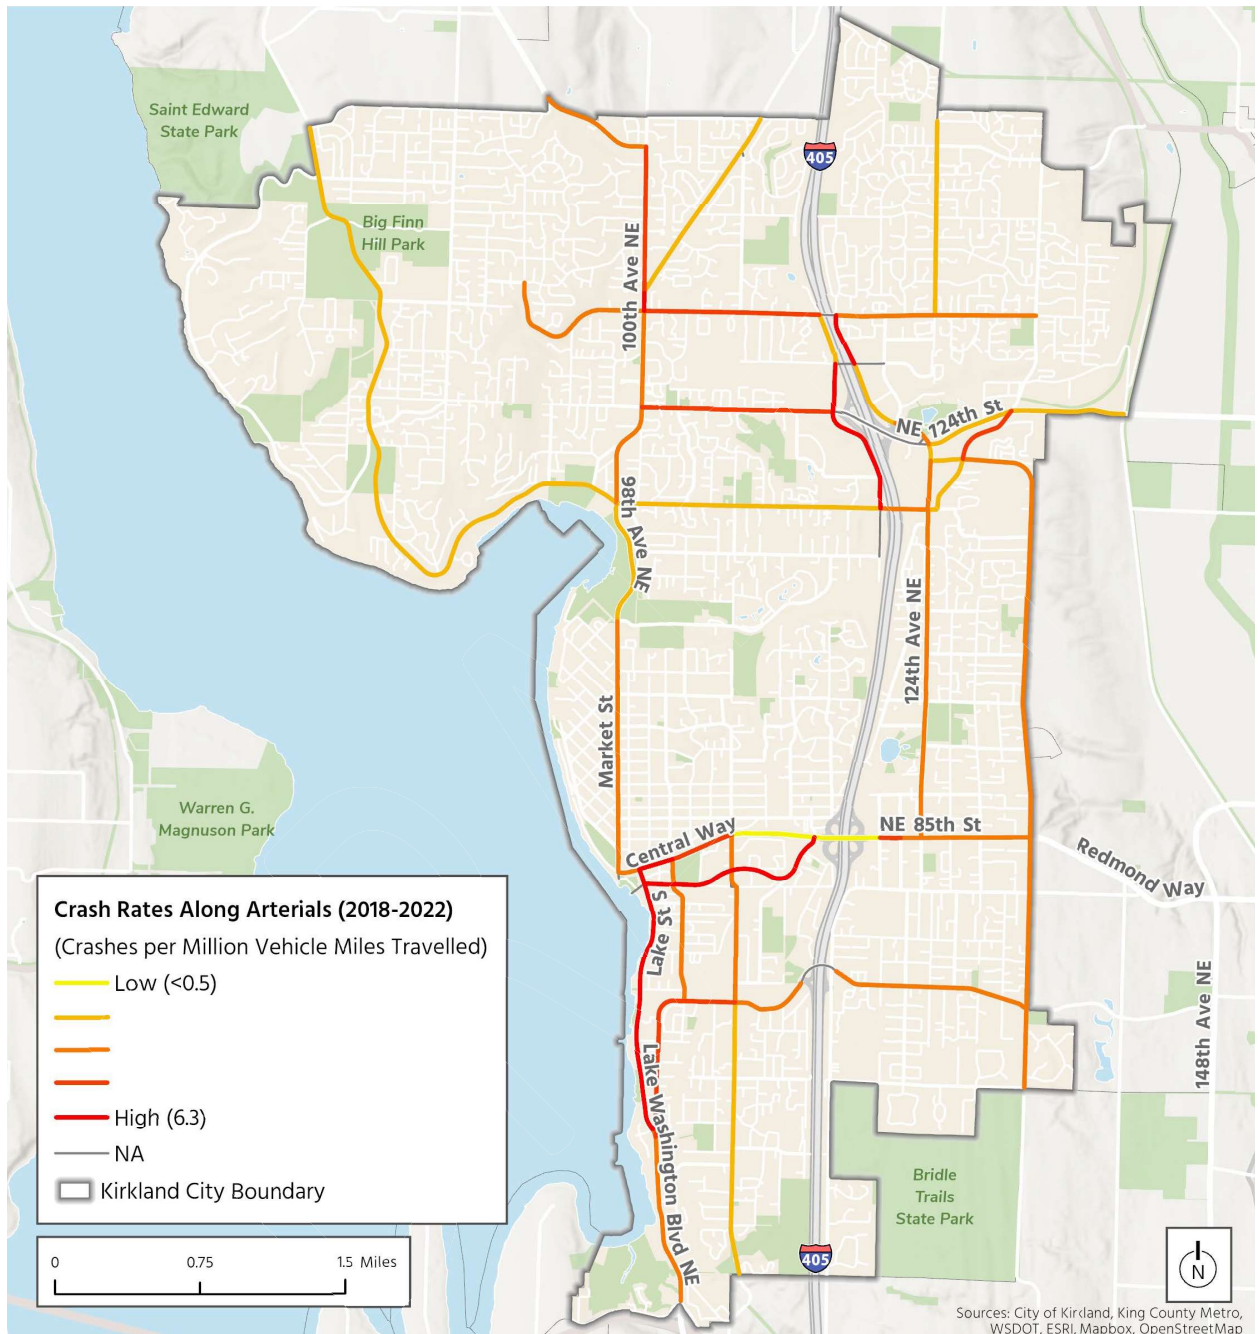 Saint Edward
State Park
405
Big Finn
Hill Park
100th Ave NE
NE 124th St
98th Ave NE
124th Ave NE
Market St
Warren G.
Magnuson Park
Central Way
NE 85th St
Redmond Way
Lake St S
148th Ave NE
Lake Washington Blvd NE
Bridle
Trails
State Park
405
Crash Rates Along Arterials (2018-2022)
(Crashes per Million Vehicle Miles Travelled)
Low (<0.5)
High (6.3)
NA
Kirkland City Boundary
0 0.75 1.5 Miles
N
Sources: City of Kirkland, King County Metro,
WSDOT, ESRI, Mapbox, OpenStreetMap